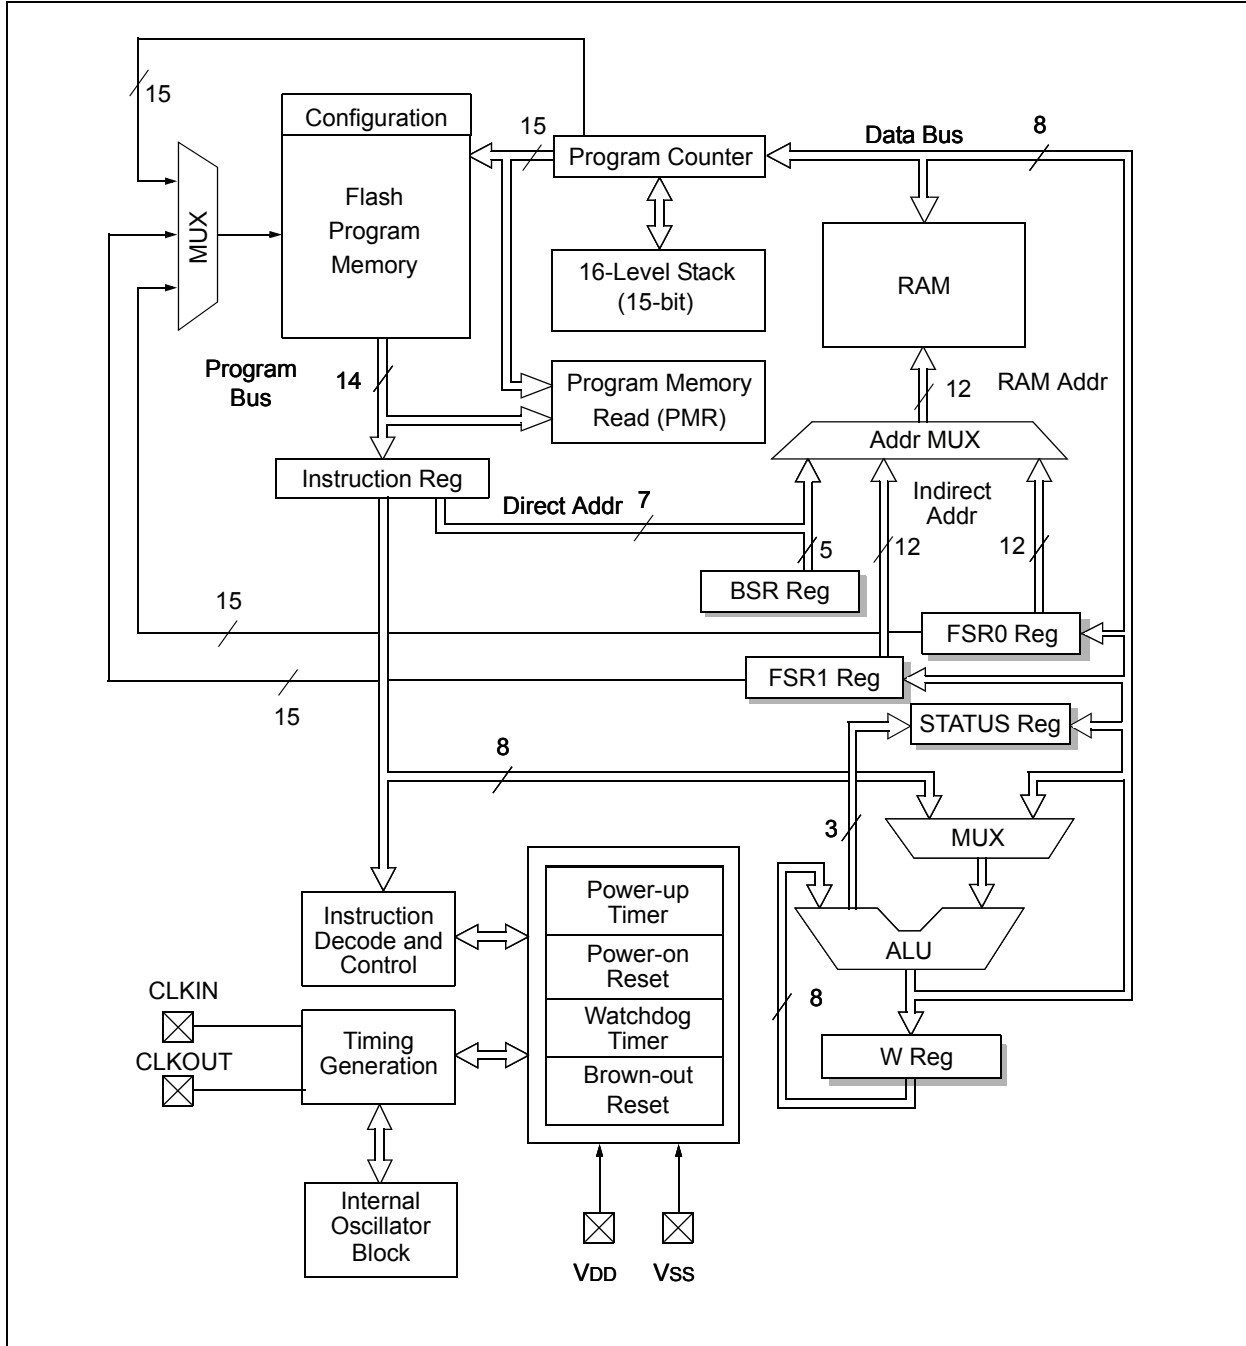 15
Configuration
15
Program Counter
Data Bus
8
Flash
Program
Memory
MUX
16-Level Stack
(15-bit)
RAM
Program
Bus
14
Program Memory
Read (PMR)
12
RAM Addr
Addr MUX
Instruction Reg
Direct Addr
7
Indirect
Addr
5
12
12
BSR Reg
15
FSR0 Reg
15
FSR1 Reg
STATUS Reg
8
3
MUX
Power-up
Timer
Instruction
Decode and
Control
ALU
Power-on
Reset
CLKIN
8
Watchdog
Timer
Timing
Generation
CLKOUT
W Reg
Brown-out
Reset
Internal
Oscillator
Block
VDD
VSS